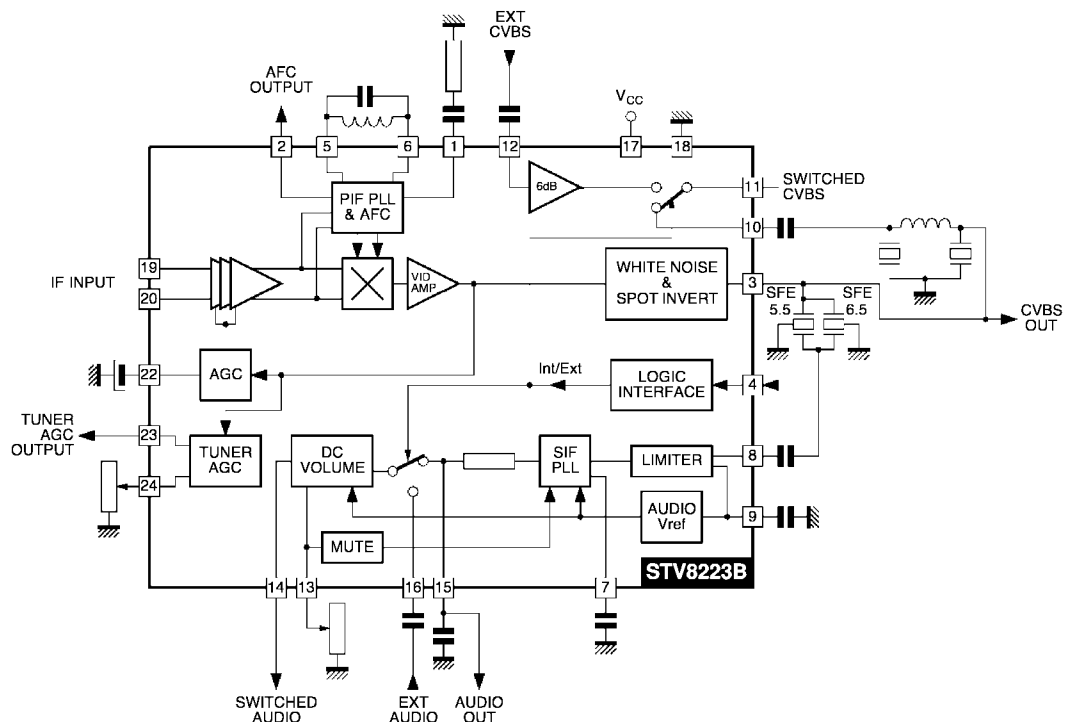 EXT
CVBS
AFC
OUTPUT
VCC
2
5
6
1
12
17
18
6dB
11
SWITCHED
CVBS
PIF PLL
& AFC
10
19
IF INPUT
20
VID
AMP
WHITE NOISE
&
SPOT INVERT
3
SFE
5.5
SFE
6.5
CVBS
OUT
22
AGC
Int/Ext
LOGIC
INTERFACE
4
TUNER
AGC
OUTPUT
23
TUNER
AGC
24
DC
VOLUME
SIF
PLL
LIMITER
8
AUDIO
Vref
9
MUTE
STV8223B
14
13
16
15
7
SWITCHED
AUDIO
EXT
AUDIO
AUDIO
OUT